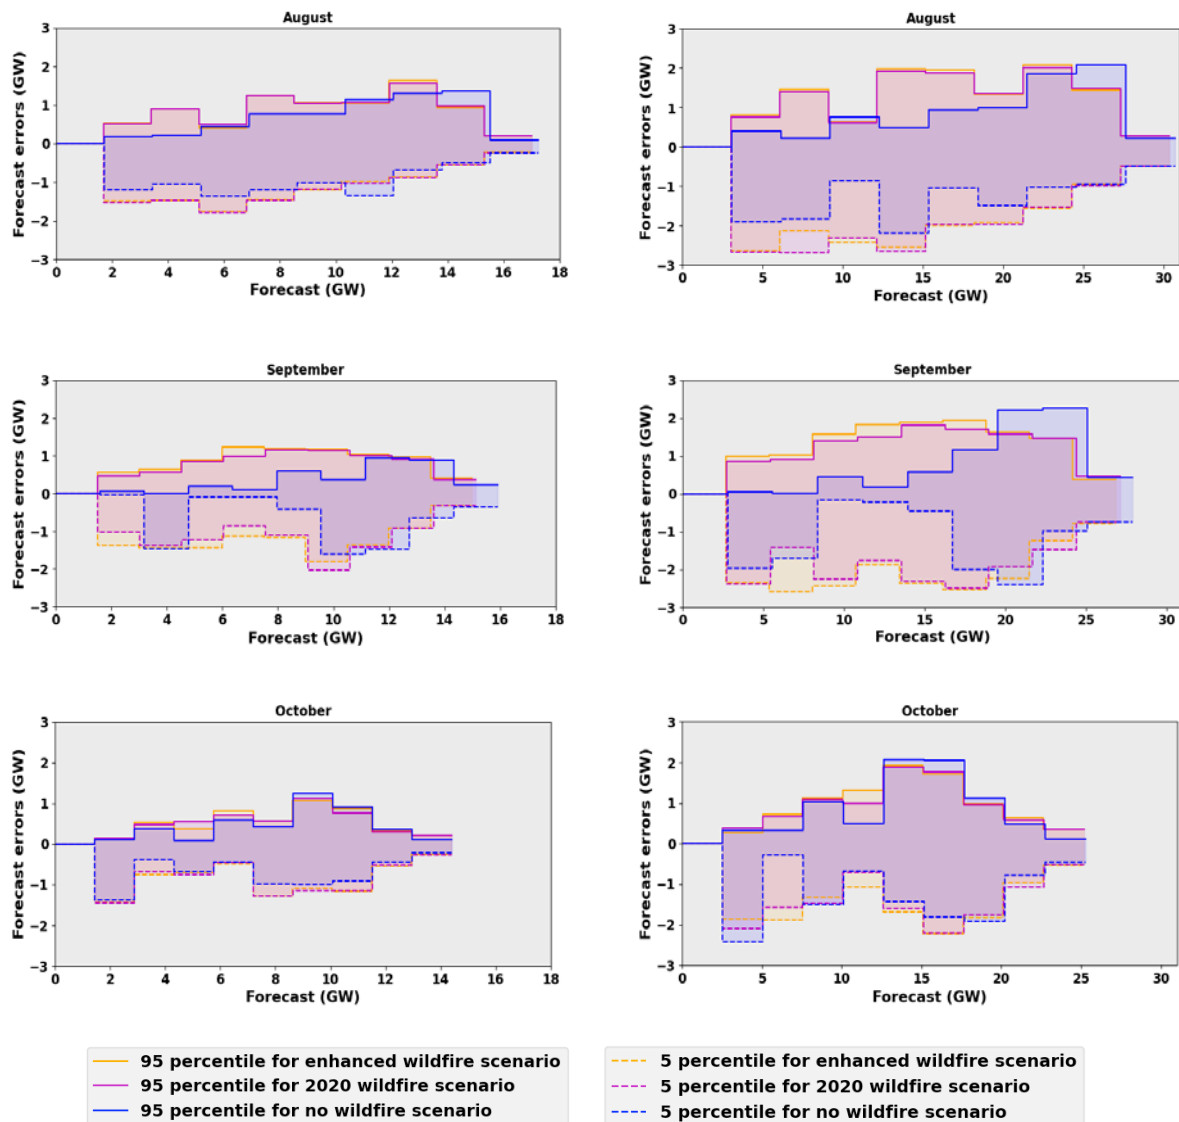 August
3
2
1
0
−1
−2
−3
0 2 4 6 8 10 12 14 16 18
Forecast (GW)
Forecast errors (GW)
August
3
2
1
0
−1
−2
−3
0 5 10 15 20 25 30
Forecast (GW)
Forecast errors (GW)
September
3
2
1
0
−1
−2
−3
0 2 4 6 8 10 12 14 16 18
Forecast (GW)
Forecast errors (GW)
September
3
2
1
0
−1
−2
−3
0 5 10 15 20 25 30
Forecast (GW)
Forecast errors (GW)
October
3
2
1
0
−1
−2
−3
0 2 4 6 8 10 12 14 16 18
Forecast (GW)
Forecast errors (GW)
October
3
2
1
0
−1
−2
−3
0 5 10 15 20 25 30
Forecast (GW)
Forecast errors (GW)
95 percentile for enhanced wildfire scenario
95 percentile for 2020 wildfire scenario
95 percentile for no wildfire scenario
5 percentile for enhanced wildfire scenario
5 percentile for 2020 wildfire scenario
5 percentile for no wildfire scenario